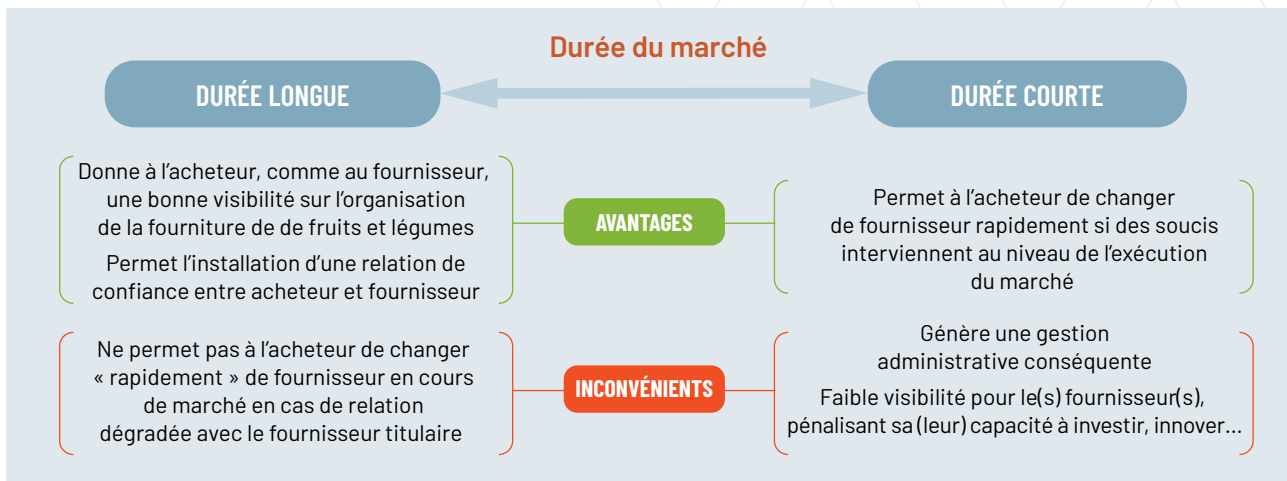 Durée du marché
DURÉE LONGUE
DURÉE COURTE
Donne à l’acheteur, comme au fournisseur,
une bonne visibilité sur l’organisation
de la fourniture de de fruits et légumes
Permet l’installation d’une relation de
confiance entre acheteur et fournisseur
AVANTAGES
Permet à l’acheteur de changer
de fournisseur rapidement si des soucis
interviennent au niveau de l’exécution
du marché
Ne permet pas à l’acheteur de changer
« rapidement » de fournisseur en cours
de marché en cas de relation
dégradée avec le fournisseur titulaire
INCONVÉNIENTS
Génère une gestion
administrative conséquente
Faible visibilité pour le(s) fournisseur(s),
pénalisant sa (leur) capacité à investir, innover…